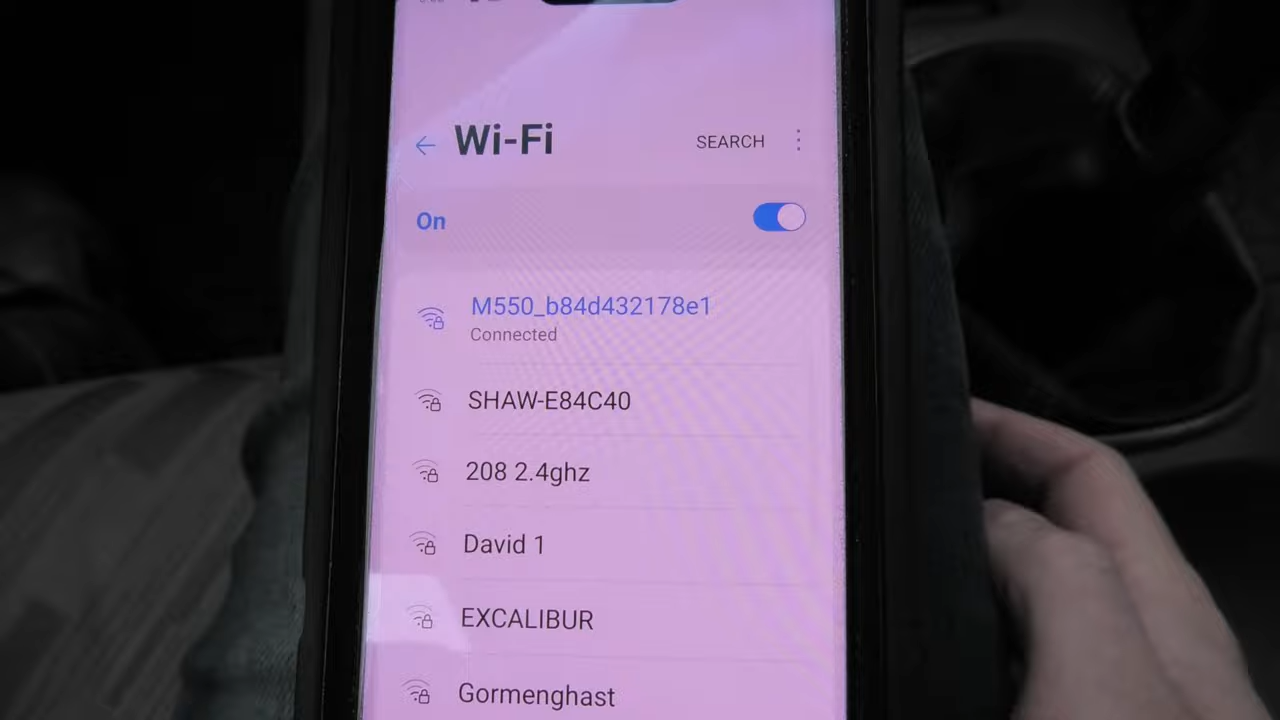 Wi-Fi
SEARCH
On
M550_b84d432178e1
Connected
SHAW-E84C40
208 2.4ghz
David 1
EXCALIBUR
Gormenghast